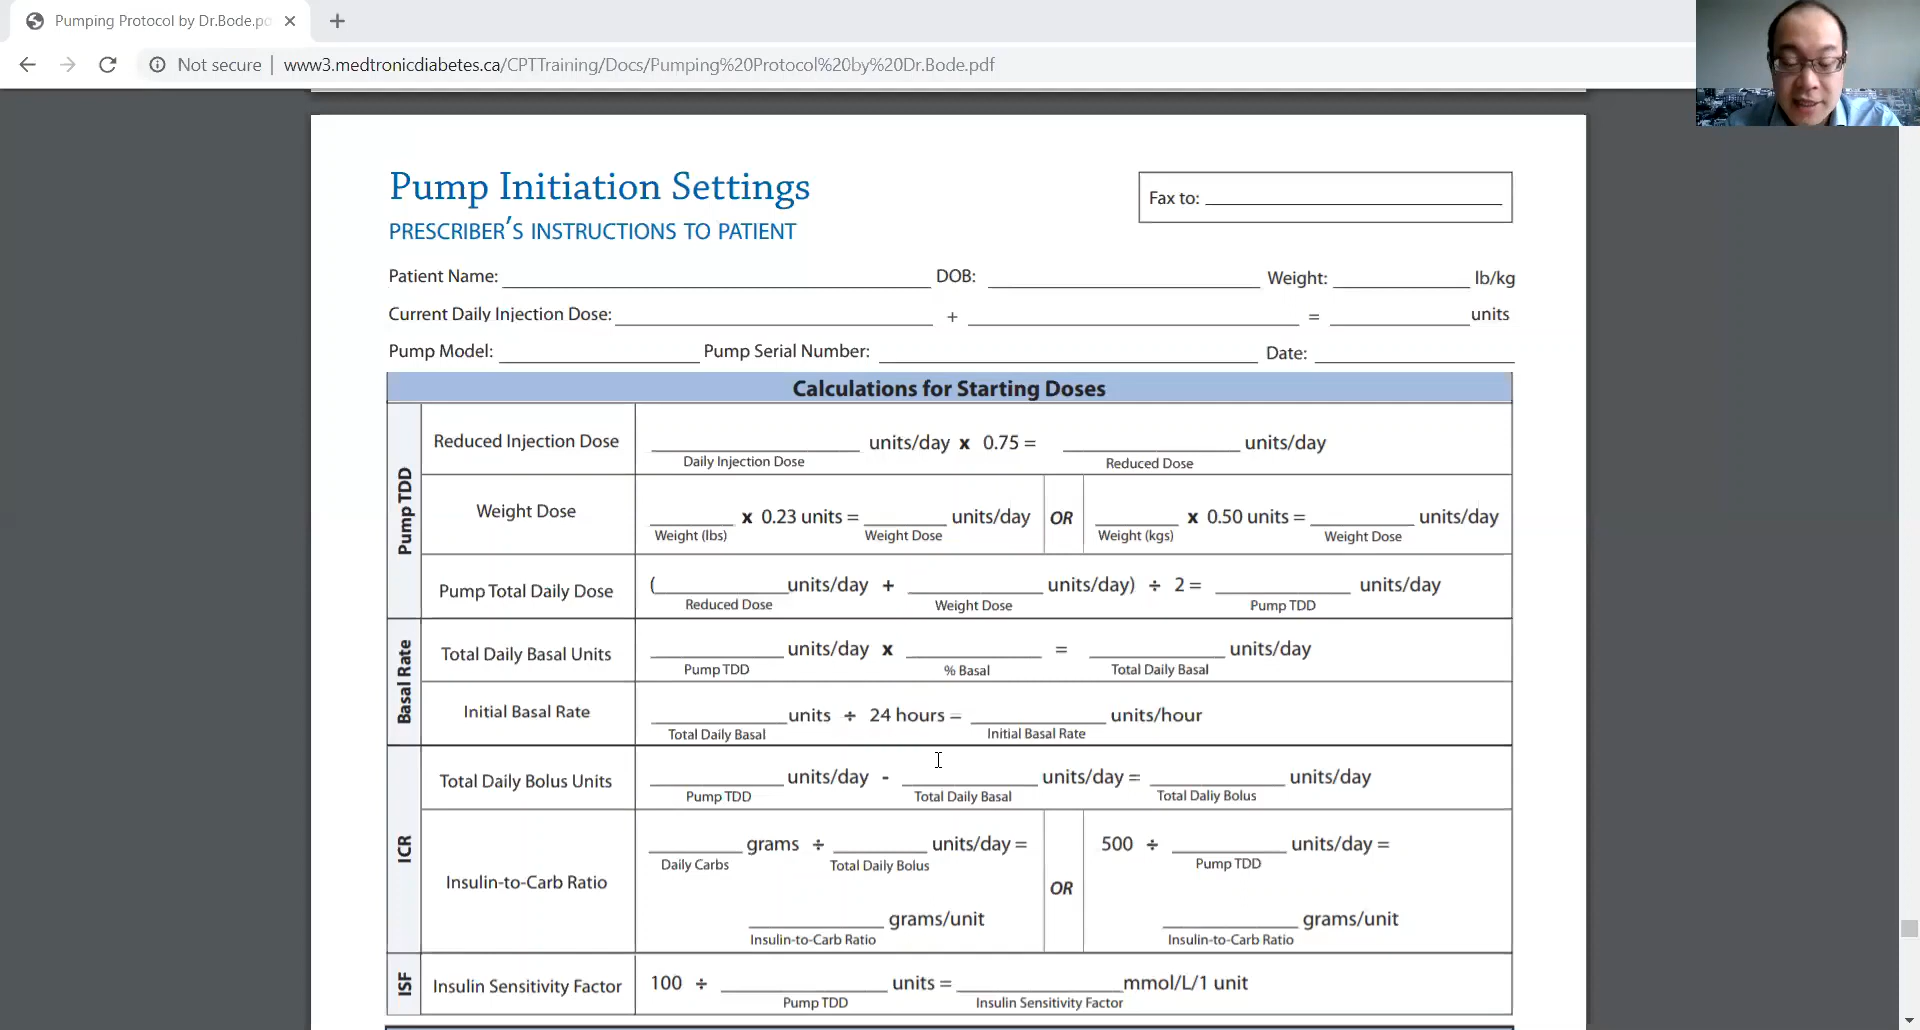 Pumping Protocol by Dr.Bode.pd
Not secure | www3.medtronicdiabetes.ca/CPTTraining/Docs/Pumping%20Protocol%20by%20Dr.Bode.pdf
Pump Initiation Settings
Fax to:
PRESCRIBER'S INSTRUCTIONS TO PATIENT
Patient Name: DOB: Weight: lb/kg
Current Daily Injection Dose: + = units
Pump Model: Pump Serial Number: Date:
Calculations for Starting Doses
Pump TDD
Reduced Injection Dose
units/day x 0.75 = units/day
Daily Injection Dose Reduced Dose
Weight Dose
x 0.23 units = units/day OR x 0.50 units = units/day
Weight (lbs) Weight Dose Weight (kgs) Weight Dose
Pump Total Daily Dose
( units/day + units/day) ÷ 2 = units/day
Reduced Dose Weight Dose Pump TDD
Basal Rate
Total Daily Basal Units
units/day x = units/day
Pump TDD % Basal Total Daily Basal
Initial Basal Rate
units ÷ 24 hours = units/hour
Total Daily Basal Initial Basal Rate
ICR
Total Daily Bolus Units
units/day - units/day = units/day
Pump TDD Total Daily Basal Total Daliy Bolus
Insulin-to-Carb Ratio
grams ÷ units/day = OR 500 ÷ units/day =
Daily Carbs Total Daily Bolus Pump TDD
grams/unit grams/unit
Insulin-to-Carb Ratio Insulin-to-Carb Ratio
ISF
Insulin Sensitivity Factor
100 ÷ units = mmol/L/1 unit
Pump TDD Insulin Sensitivity Factor